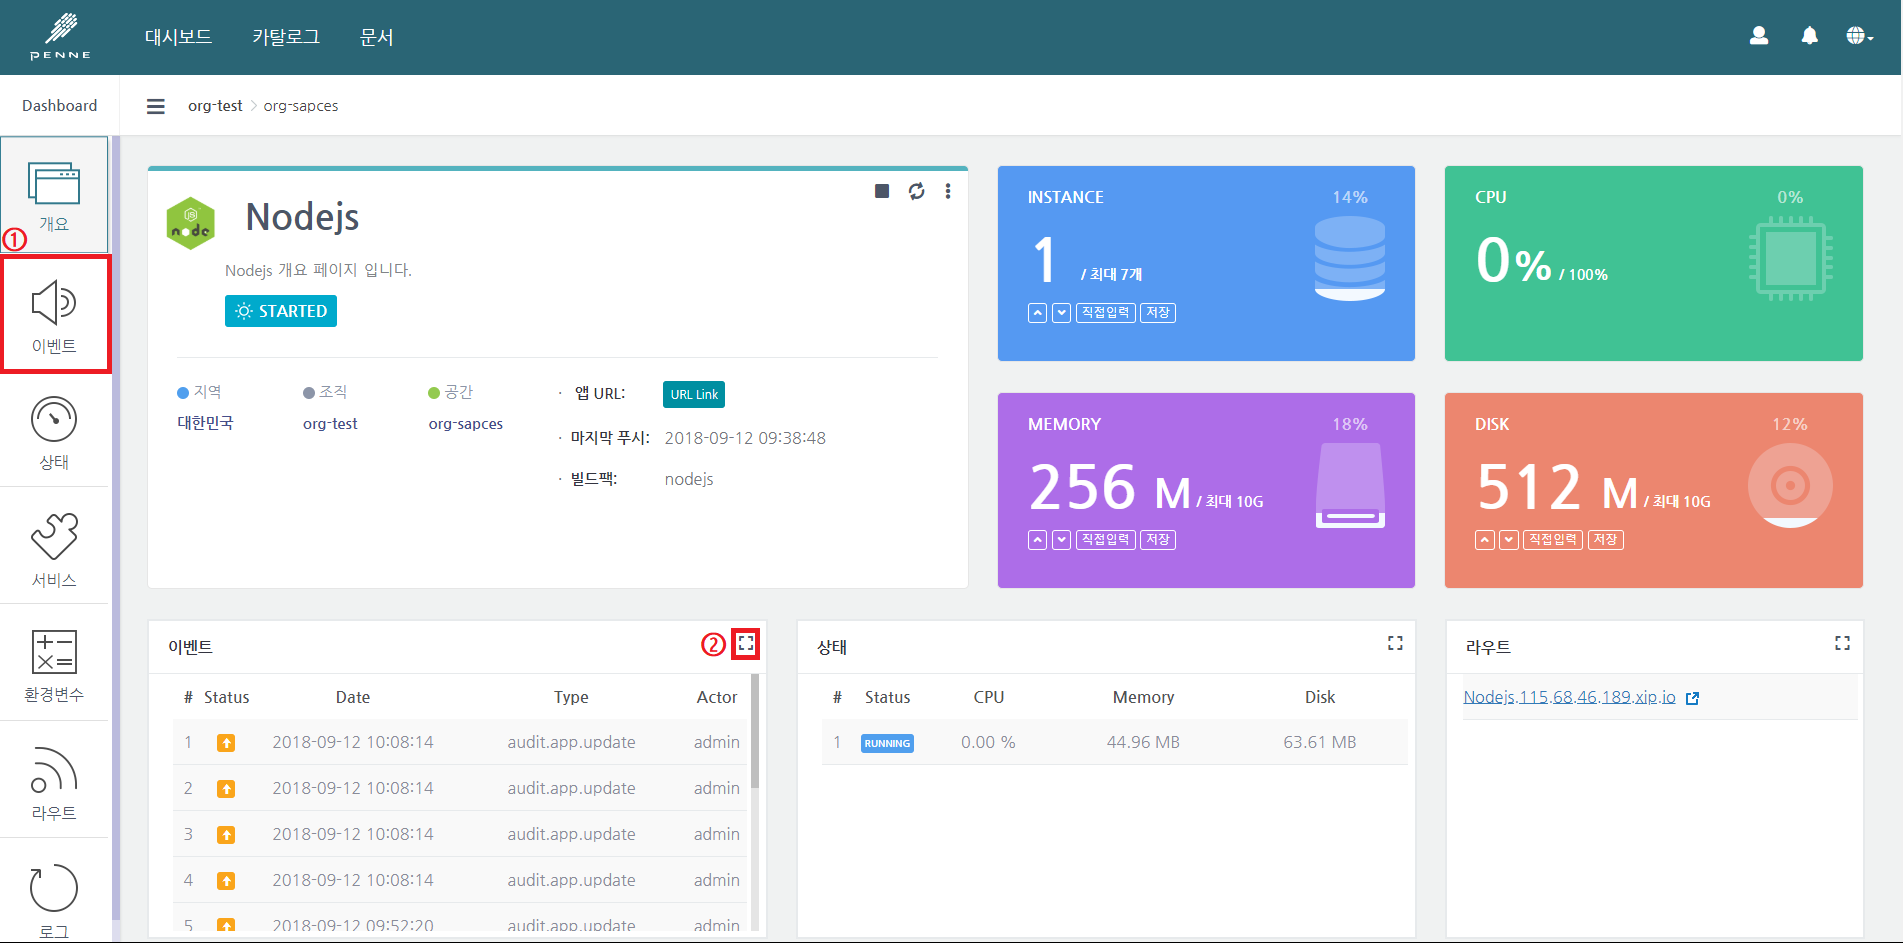 PENNE
대시보드 카탈로그 문서
Dashboard
org-test > org-sapces
개요
①
이벤트
상태
서비스
환경변수
라우트
로그
JS
node
Nodejs
Nodejs 개요 페이지 입니다.
STARTED
지역
대한민국
조직
org-test
공간
org-sapces
· 앱 URL: URL Link
· 마지막 푸시: 2018-09-12 09:38:48
· 빌드팩: nodejs
INSTANCE 14%
1 / 최대 7개
직접입력 저장
CPU 0%
0% / 100%
MEMORY 18%
256 M / 최대 10G
직접입력 저장
DISK 12%
512 M / 최대 10G
직접입력 저장
이벤트 ②
# Status Date Type Actor
1 2018-09-12 10:08:14 audit.app.update admin
2 2018-09-12 10:08:14 audit.app.update admin
3 2018-09-12 10:08:14 audit.app.update admin
4 2018-09-12 10:08:14 audit.app.update admin
5 2018-09-12 09:52:20 audit.app.update admin
상태
# Status CPU Memory Disk
1 RUNNING 0.00 % 44.96 MB 63.61 MB
라우트
Nodejs.115.68.46.189.xip.io